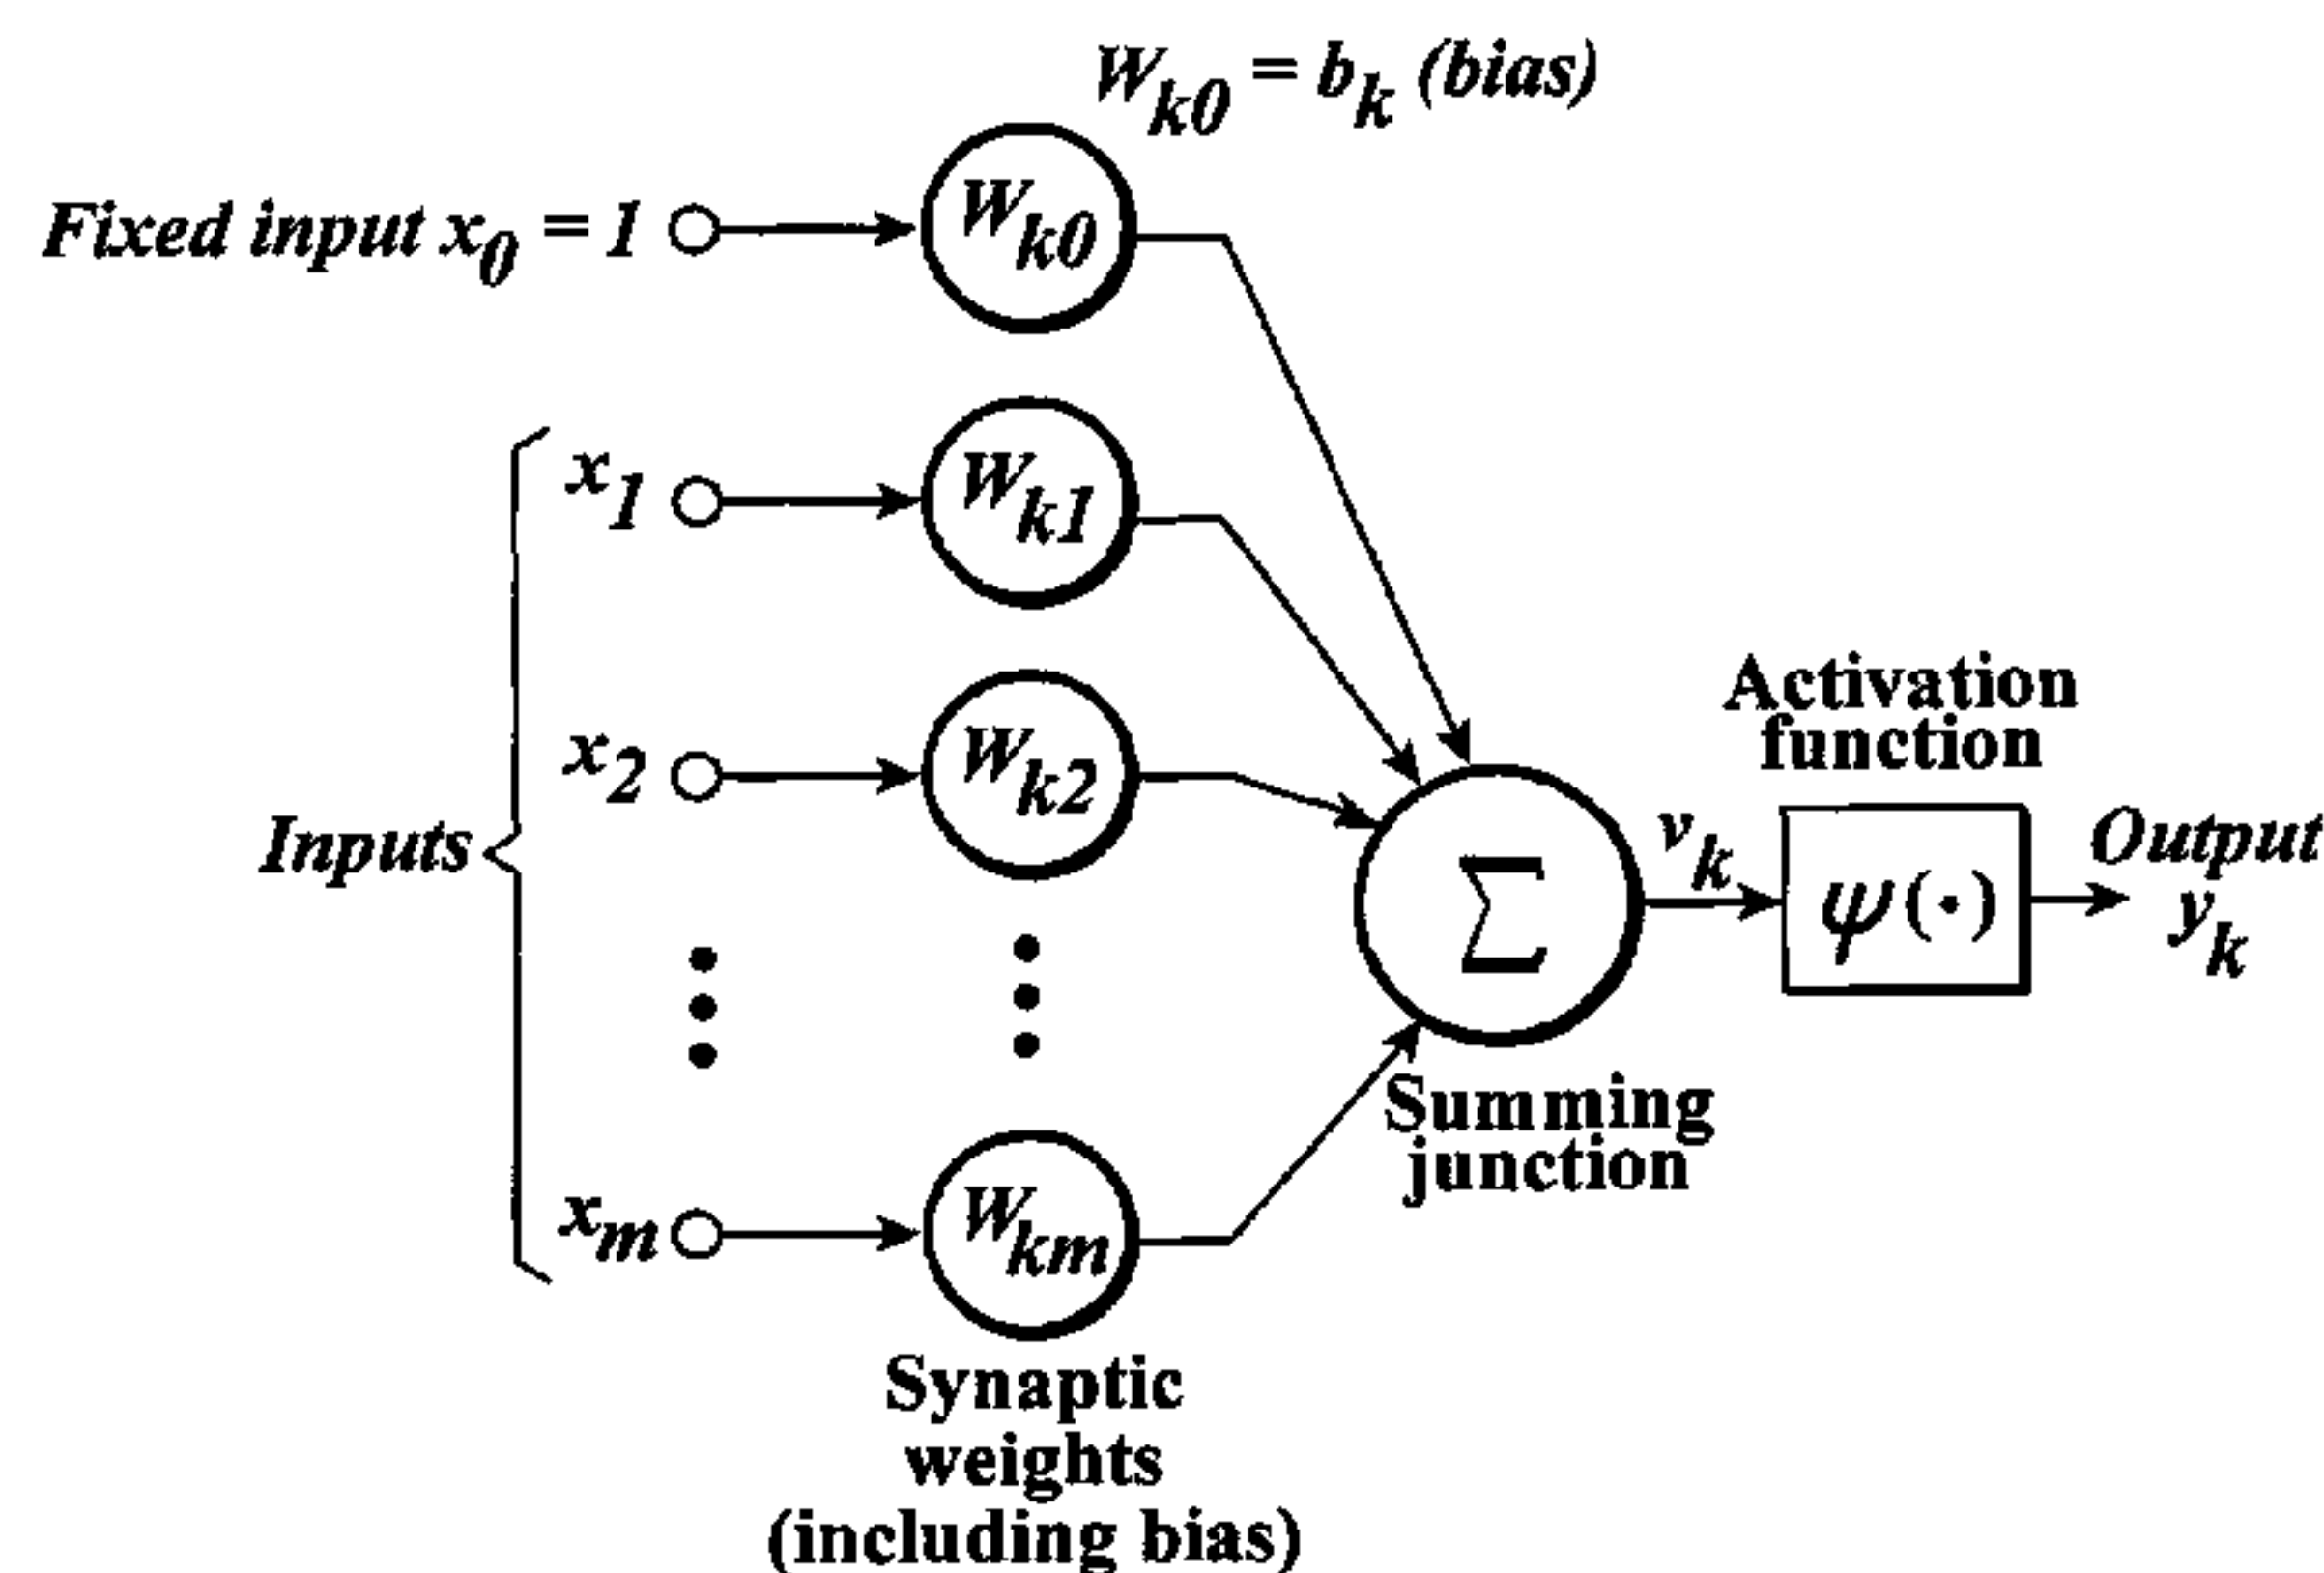 W_k0 = b_k (bias)
Fixed input x_0 = 1
W_k0
x_1
W_k1
x_2
W_k2
Inputs
x_m
W_km
Σ
Summing
junction
v_k
Activation
function
ψ(·)
Output
y_k
Synaptic
weights
(including bias)